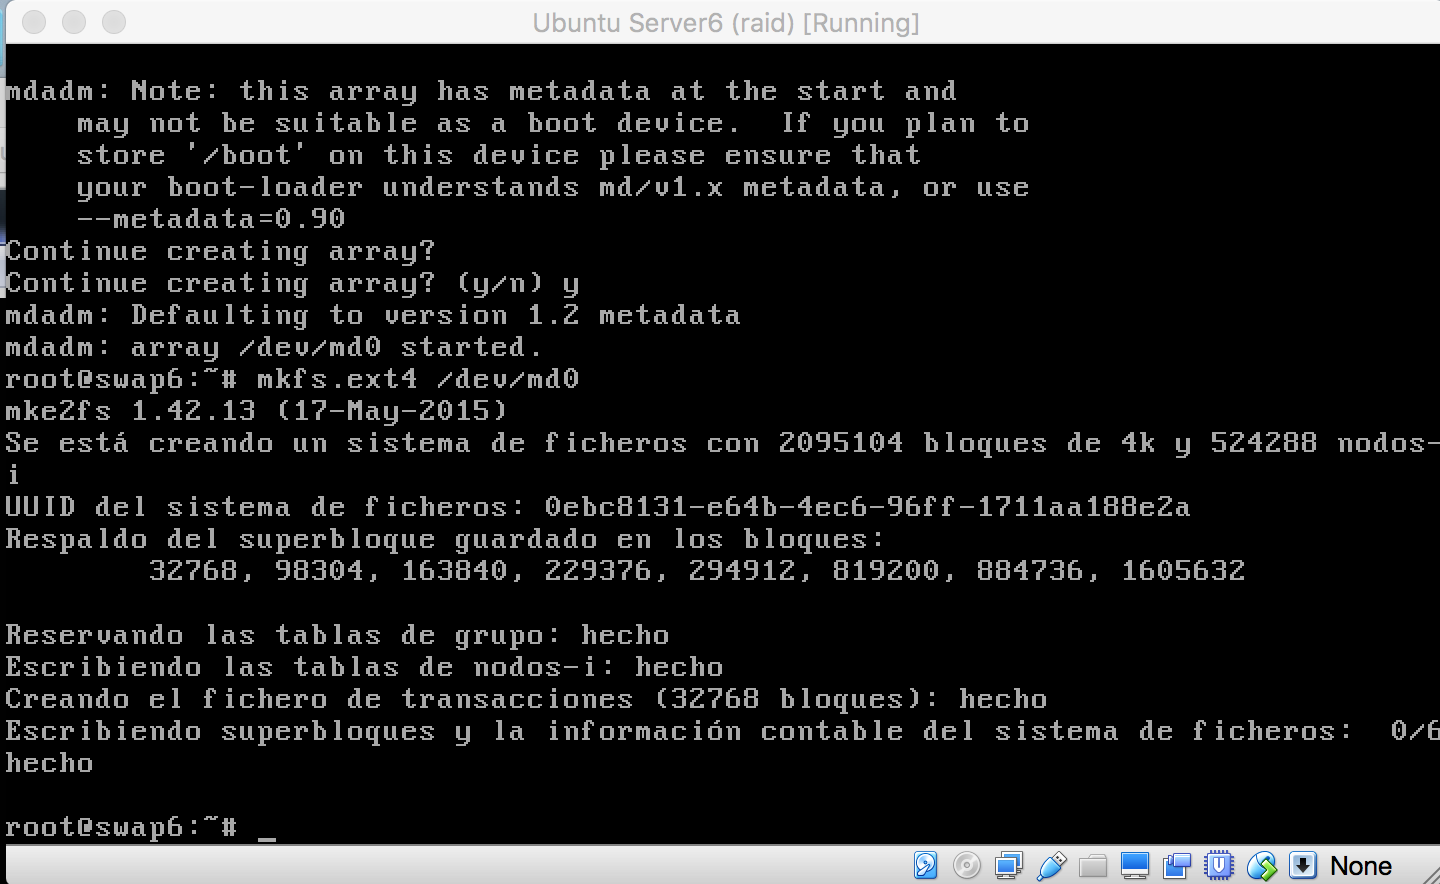 Ubuntu Server6 (raid) [Running]
mdadm: Note: this array has metadata at the start and
may not be suitable as a boot device.  If you plan to
store '/boot' on this device please ensure that
your boot-loader understands md/v1.x metadata, or use
--metadata=0.90
Continue creating array?
Continue creating array? (y/n) y
mdadm: Defaulting to version 1.2 metadata
mdadm: array /dev/md0 started.
root@swap6:~# mkfs.ext4 /dev/md0
mke2fs 1.42.13 (17-May-2015)
Se está creando un sistema de ficheros con 2095104 bloques de 4k y 524288 nodos-
i
UUID del sistema de ficheros: 0ebc8131-e64b-4ec6-96ff-1711aa188e2a
Respaldo del superbloque guardado en los bloques:
32768, 98304, 163840, 229376, 294912, 819200, 884736, 1605632
Reservando las tablas de grupo: hecho
Escribiendo las tablas de nodos-i: hecho
Creando el fichero de transacciones (32768 bloques): hecho
Escribiendo superbloques y la información contable del sistema de ficheros:  0/6
hecho
root@swap6:~# _
None